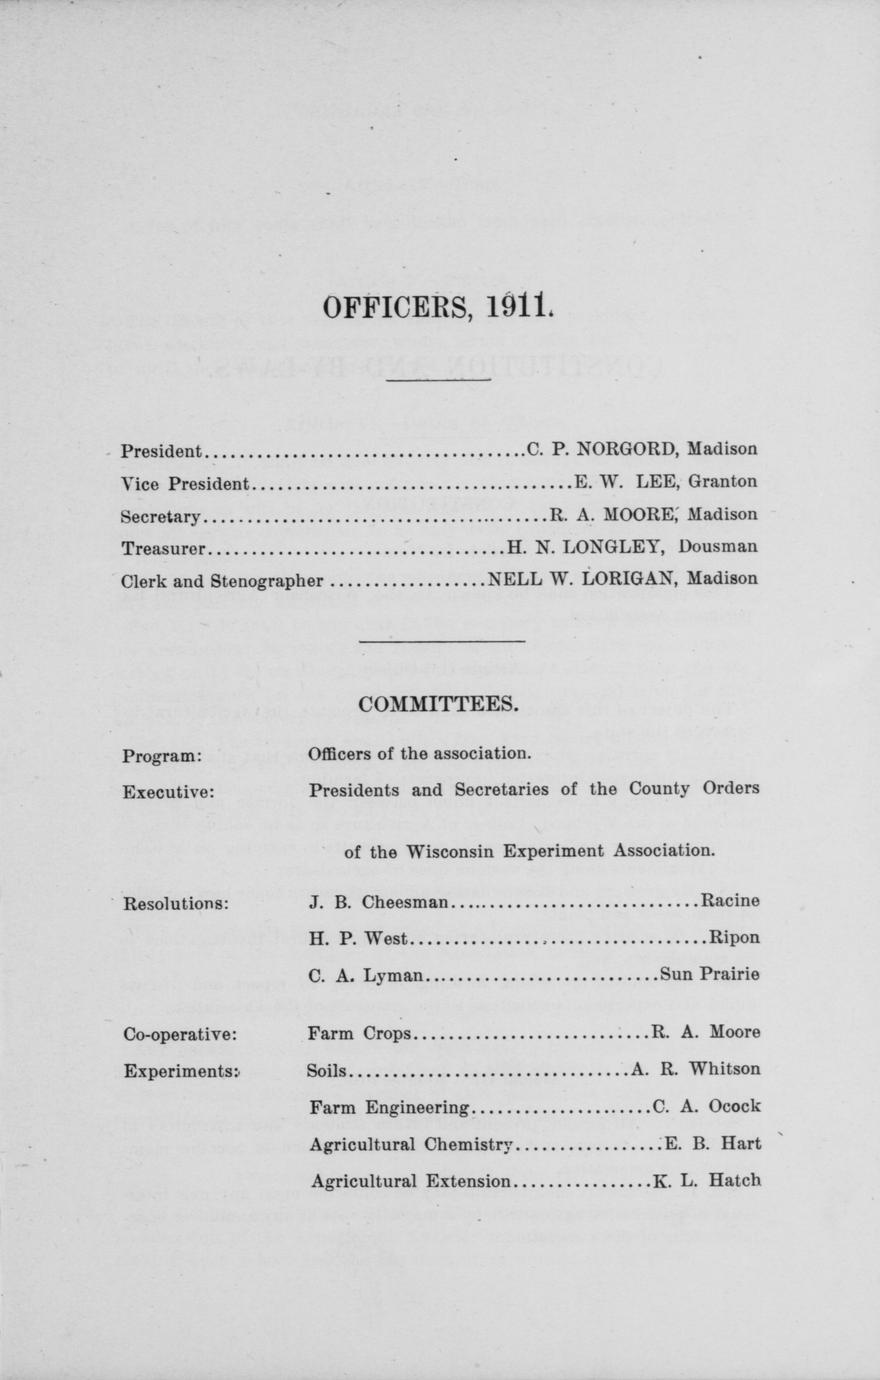 OFFICERS, 1911.
President.....................................C. P. NORGORD, Madison
Vice President.....................................E. W. LEE, Granton
Secretary.......................................R. A. MOORE, Madison
Treasurer..................................H. N. LONGLEY, Dousman
Clerk and Stenographer ..................NELL W. LORIGAN, Madison
COMMITTEES.
Program: Officers of the association.
Executive: Presidents and Secretaries of the County Orders
of the Wisconsin Experiment Association.
Resolutions: J. B. Cheesman.............................Racine
H. P. West..................................Ripon
C. A. Lyman...........................Sun Prairie
Co-operative: Farm Crops...........................R. A. Moore
Experiments: Soils................................A. R. Whitson
Farm Engineering.....................C. A. Ocock
Agricultural Chemistry.................E. B. Hart
Agricultural Extension................K. L. Hatch